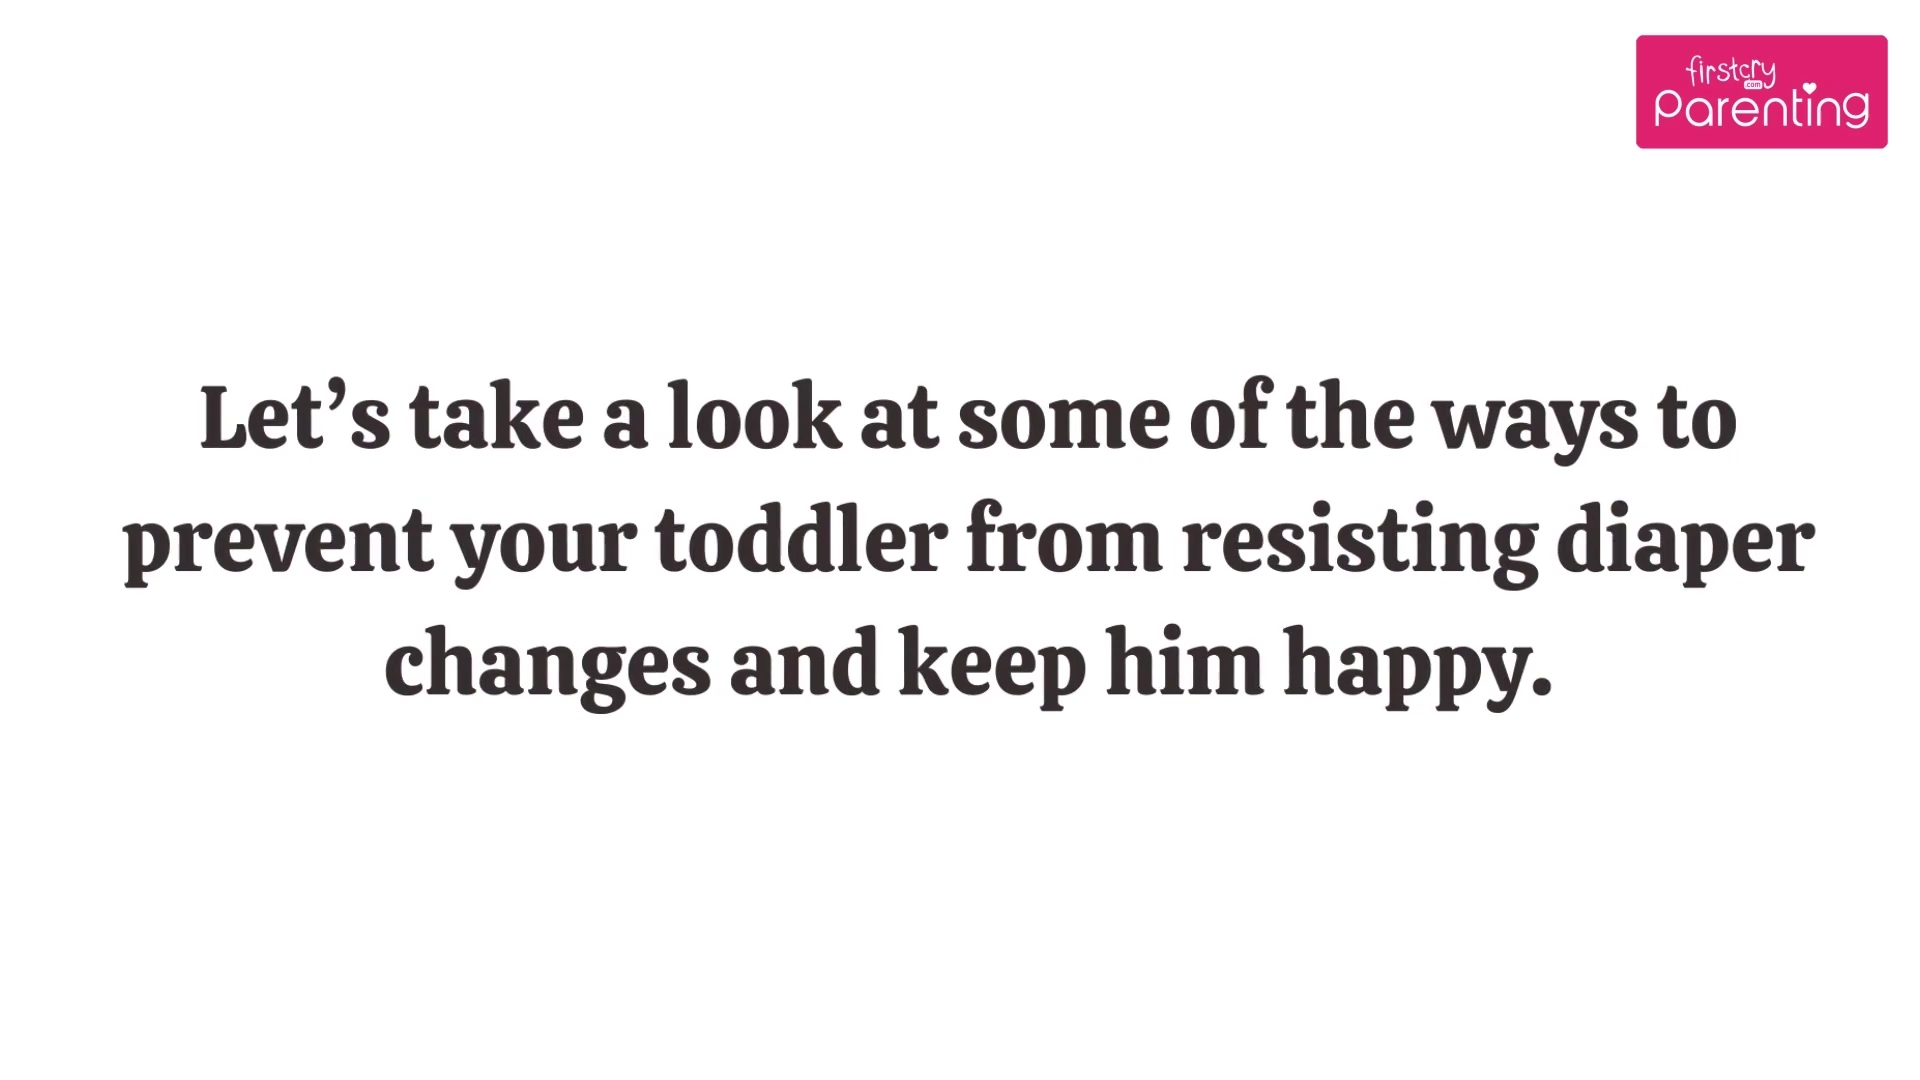 firstcry
.com
Parenting
Let’s take a look at some of the ways to
prevent your toddler from resisting diaper
changes and keep him happy.